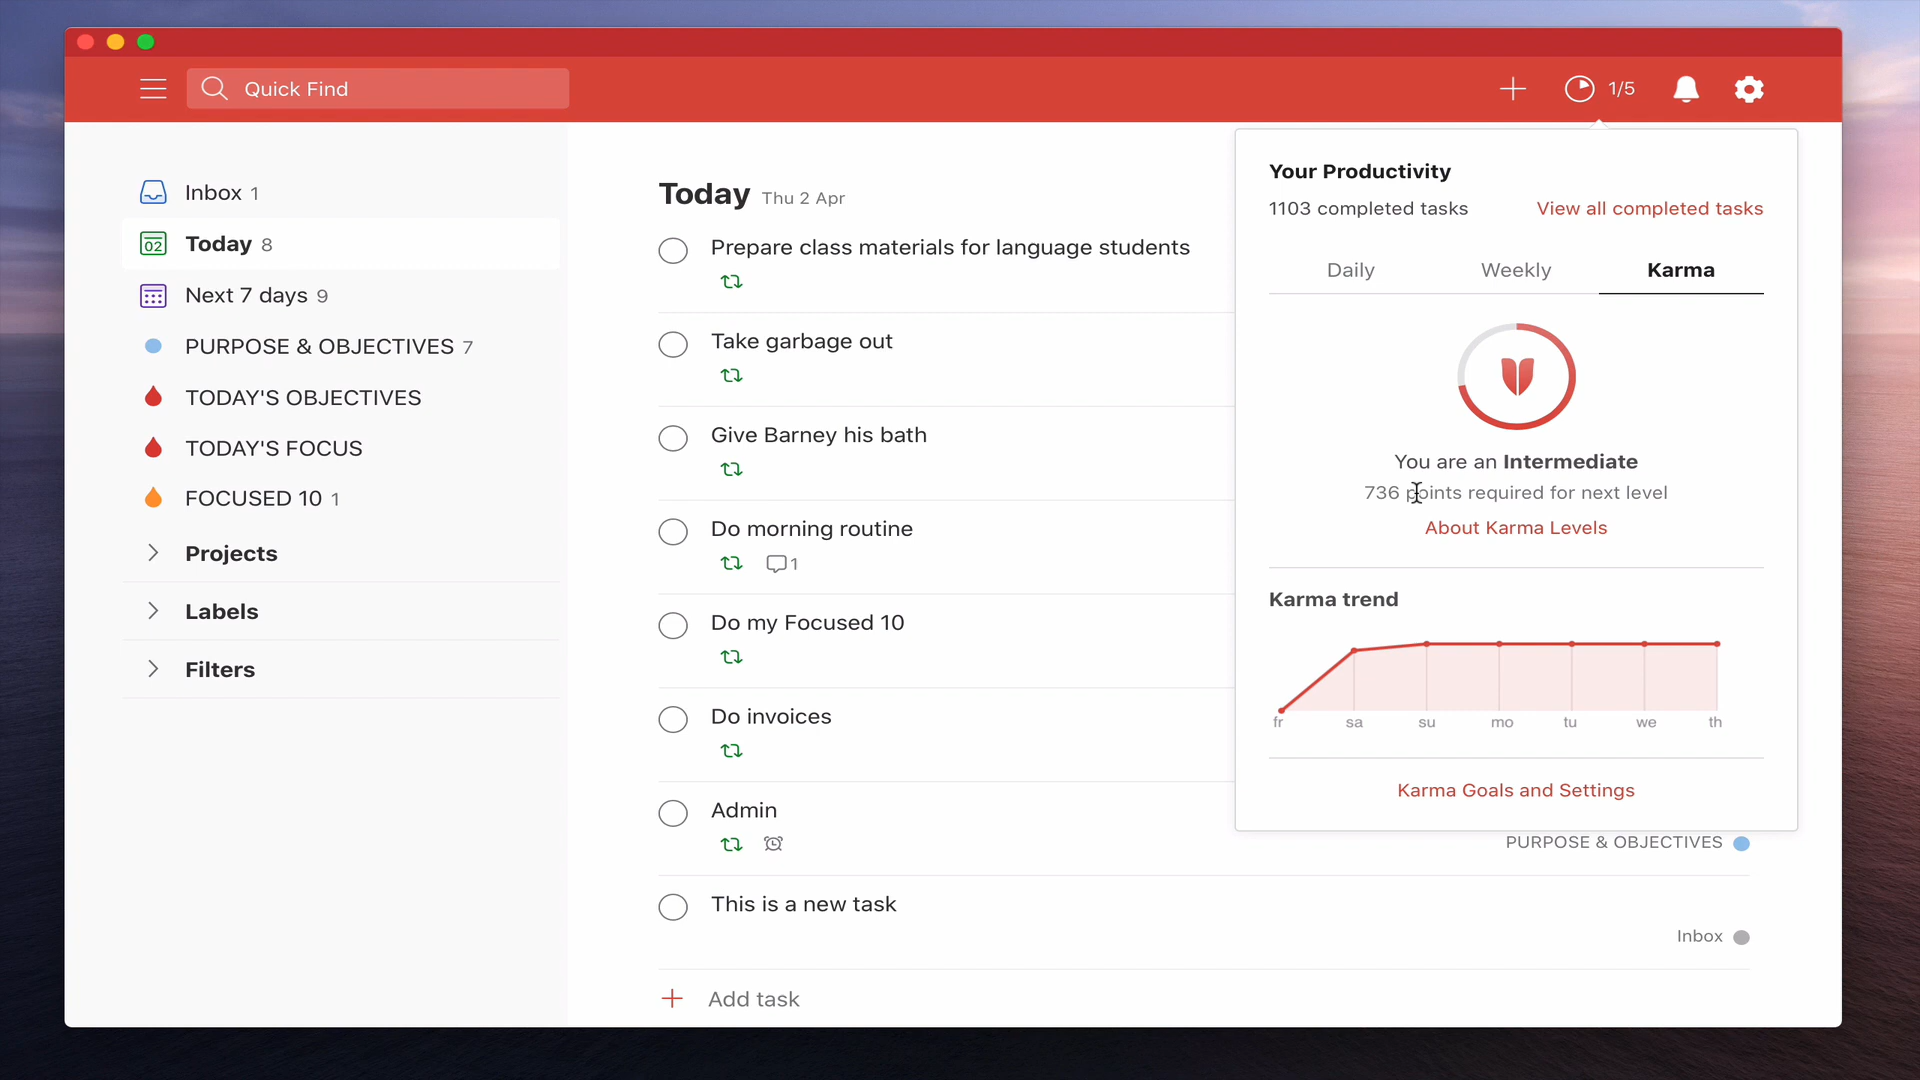 Quick Find
1/5
Inbox 1
02
Today 8
Next 7 days 9
PURPOSE & OBJECTIVES 7
TODAY'S OBJECTIVES
TODAY'S FOCUS
FOCUSED 10 1
Projects
Labels
Filters
Today Thu 2 Apr
Prepare class materials for language students
Take garbage out
Give Barney his bath
Do morning routine
1
Do my Focused 10
Do invoices
Admin
PURPOSE & OBJECTIVES
This is a new task
Inbox
Add task
Your Productivity
1103 completed tasks
View all completed tasks
Daily Weekly Karma
You are an Intermediate
736 points required for next level
About Karma Levels
Karma trend
fr sa su mo tu we th
Karma Goals and Settings